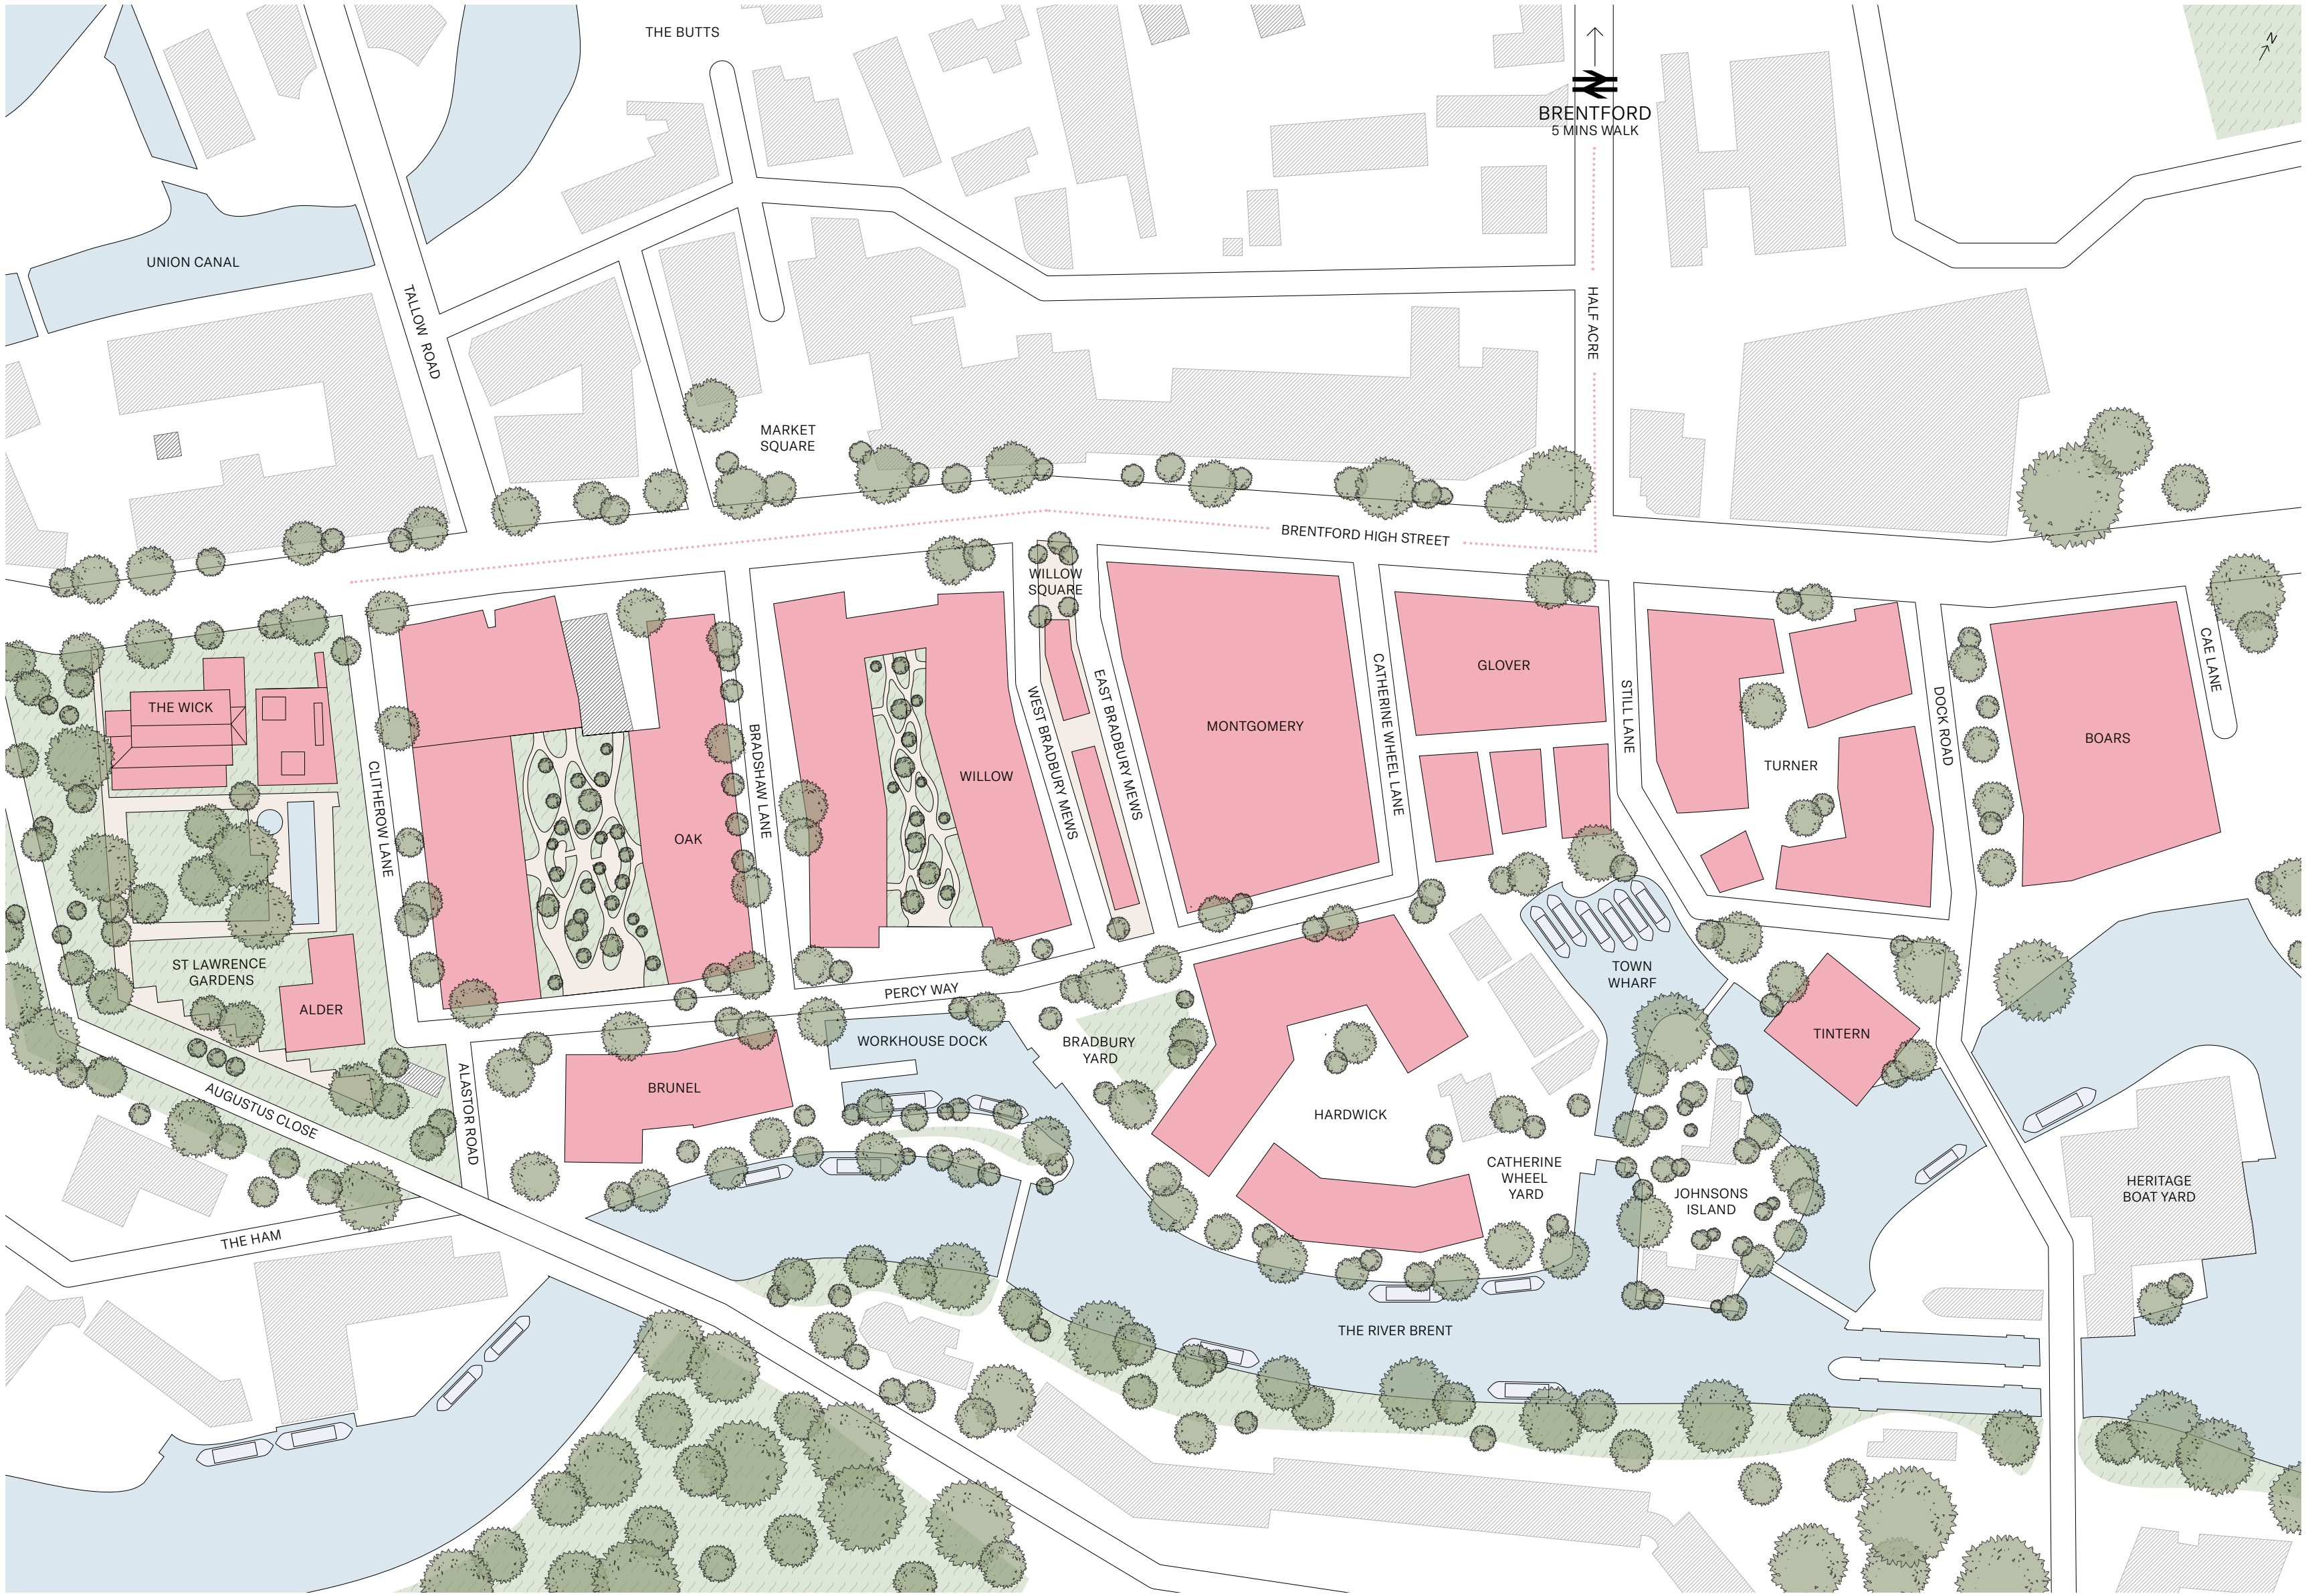 THE BUTTS
N
BRENTFORD
5 MINS WALK
UNION CANAL
TALLOW ROAD
HALF ACRE
MARKET
SQUARE
BRENTFORD HIGH STREET
WILLOW
SQUARE
THE WICK
CLITHEROW LANE
OAK
BRADSHAW LANE
WILLOW
WEST BRADBURY MEWS
EAST BRADBURY MEWS
MONTGOMERY
CATHERINE WHEEL LANE
GLOVER
STILL LANE
TURNER
DOCK ROAD
BOARS
CAE LANE
ST LAWRENCE
GARDENS
ALDER
PERCY WAY
TOWN
WHARF
WORKHOUSE DOCK
BRADBURY
YARD
TINTERN
BRUNEL
AUGUSTUS CLOSE
ALASTOR ROAD
HARDWICK
CATHERINE
WHEEL
YARD
JOHNSONS
ISLAND
HERITAGE
BOAT YARD
THE HAM
THE RIVER BRENT